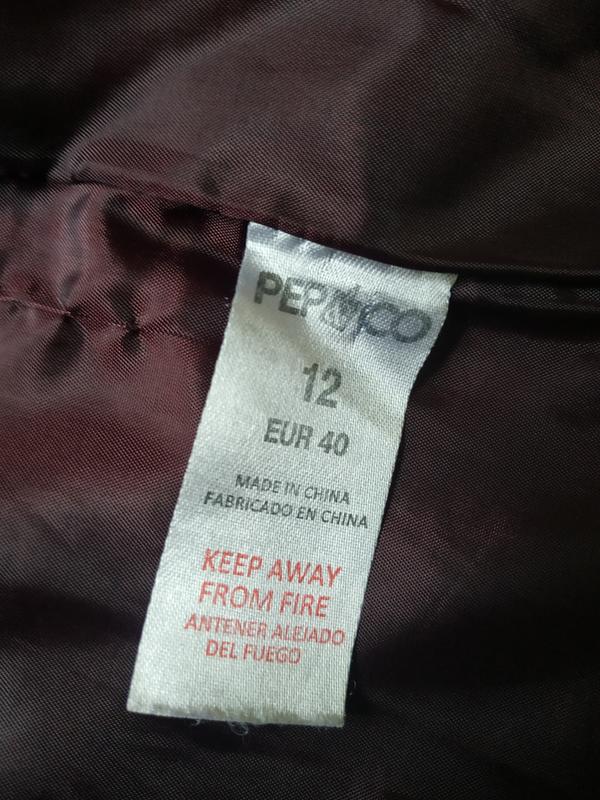 PEP&CO
12
EUR 40
MADE IN CHINA
FABRICADO EN CHINA
KEEP AWAY
FROM FIRE
ANTENER ALEJADO
DEL FUEGO